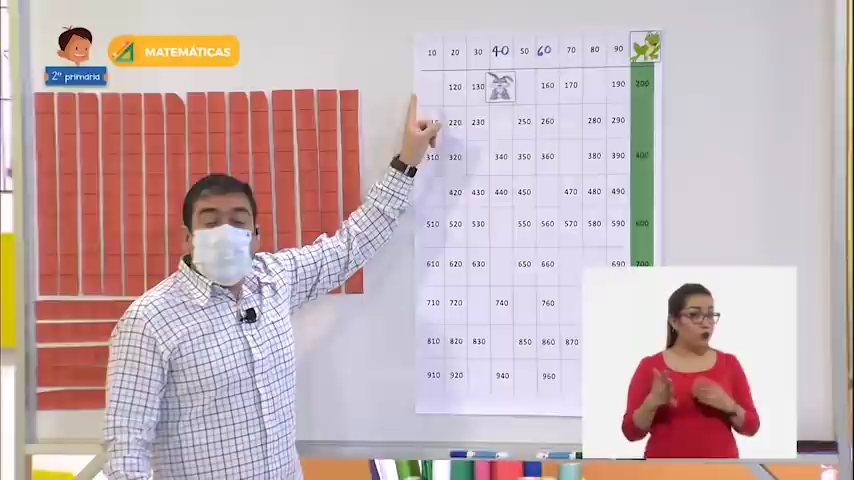 MATEMÁTICAS
2º primaria
10 20 30 40 50 60 70 80 90
120 130 160 170 190 200
220 230 250 260 280 290
310 320 340 350 360 380 390 400
420 430 440 450 470 480 490
510 520 530 550 560 570 580 590 600
610 620 630 650 660 690 700
710 720 740 760
810 820 830 850 860 870
910 920 940 960